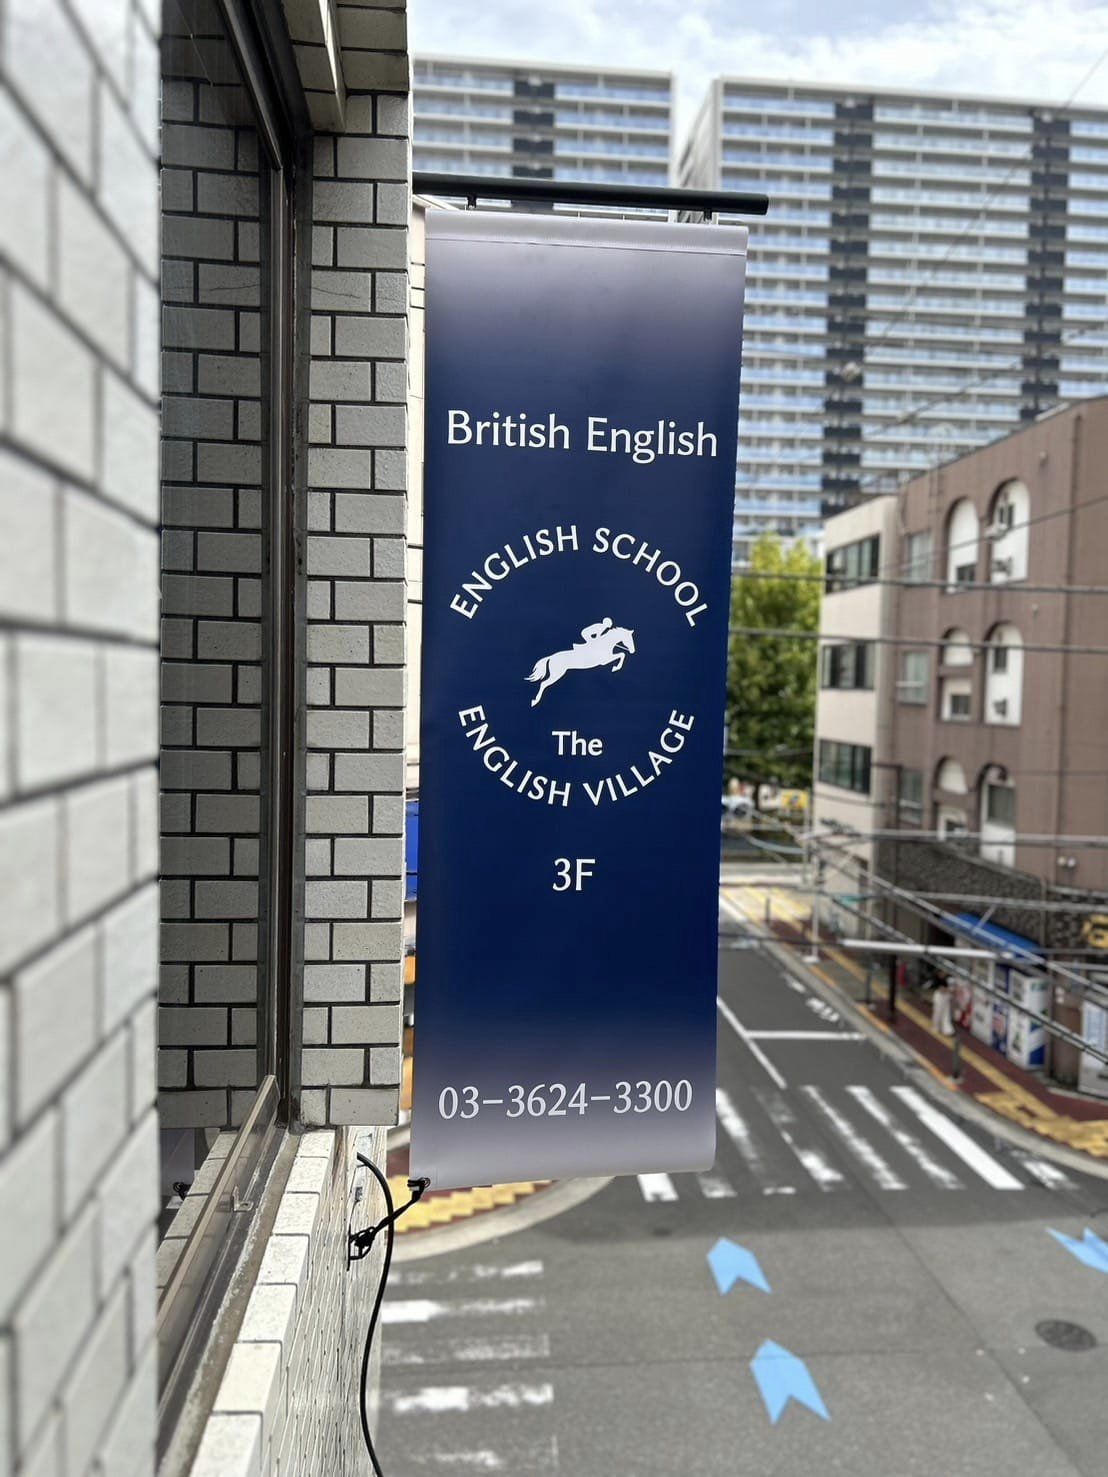 British English
ENGLISH SCHOOL
The
ENGLISH VILLAGE
3F
03-3624-3300